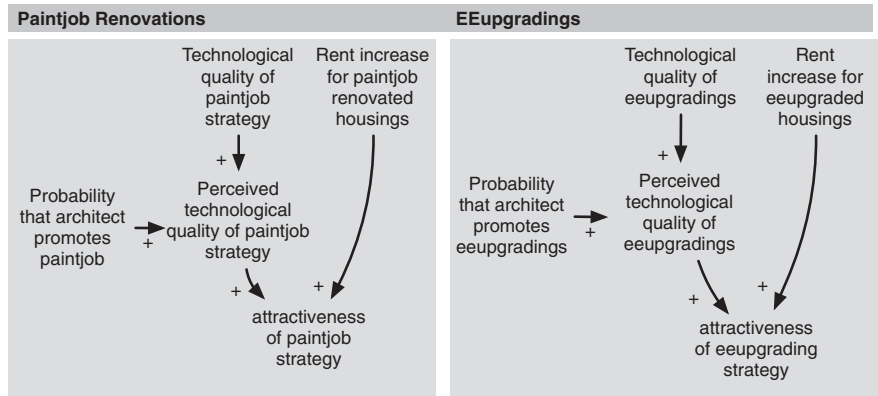 Paintjob Renovations
Technological
quality of
paintjob
strategy
Rent increase
for paintjob
renovated
housings
+
Probability
that architect
promotes
paintjob
+
Perceived
technological
quality of paintjob
strategy
+
+
attractiveness
of paintjob
strategy
EEupgradings
Technological
quality of
eeupgradings
Rent
increase for
eeupgraded
housings
+
Probability
that architect
promotes
eeupgradings
+
Perceived
technological
quality of
eeupgradings
+
+
attractiveness
of eeupgrading
strategy